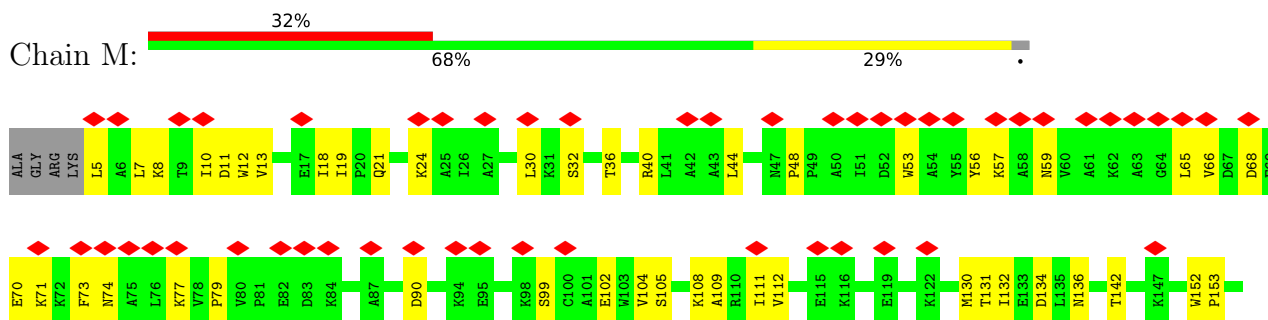 32%
Chain M:
68% 29% •
ALA GLY ARG LYS L5 A6 L7 K8 T9 I10 D11 W12 V13 E17 I18 I19 P20 Q21 K24 A25 I26 A27 L30 K31 S32 T36 R40 L41 A42 A43 L44 N47 P48 P49 A50 I51 D52 W53 A54 Y55 Y56 K57 A58 N59 V60 A61 K62 A63 G64 L65 V66 D67 D68
E70 K71 K72 F73 N74 A75 L76 K77 V78 P79 V80 P81 E82 D83 K84 A87 D90 K94 E95 K98 S99 C100 A101 E102 W103 V104 S105 K108 A109 R110 I111 V112 E115 K116 E119 K122 M130 T131 I132 E133 D134 L135 N136 T142 K147 W152 P153